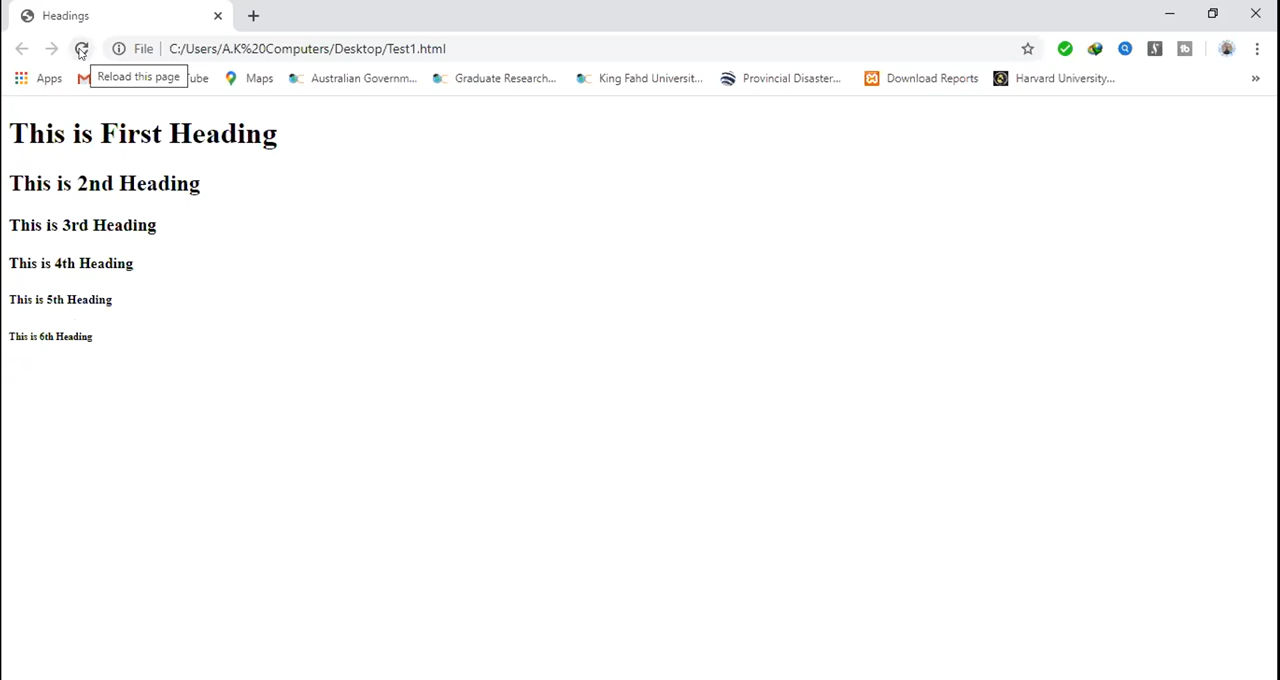 Headings
File C:/Users/A.K%20Computers/Desktop/Test1.html
Apps ube Maps Australian Governm... Graduate Research... King Fahd Universit... Provincial Disaster... Download Reports Harvard University... »
Reload this page
This is First Heading
This is 2nd Heading
This is 3rd Heading
This is 4th Heading
This is 5th Heading
This is 6th Heading